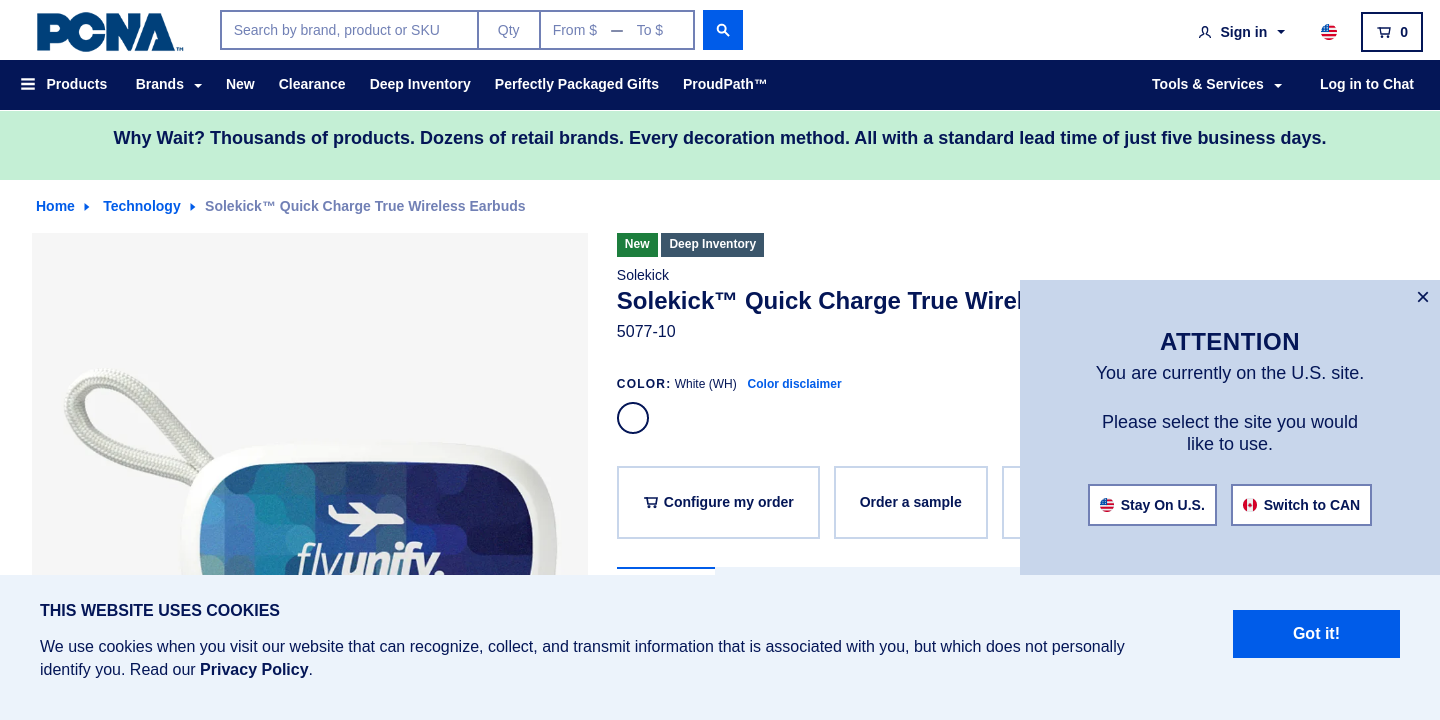 PCNA™
Search by brand, product or SKU
Qty
From $ — To $
Sign in
0
Products
Brands
New
Clearance
Deep Inventory
Perfectly Packaged Gifts
ProudPath™
Tools & Services
Log in to Chat
Why Wait? Thousands of products. Dozens of retail brands. Every decoration method. All with a standard lead time of just five business days.
Home
Technology
Solekick™ Quick Charge True Wireless Earbuds
New
Deep Inventory
Solekick
Solekick™ Quick Charge True Wirel
5077-10
COLOR: White (WH) Color disclaimer
Configure my order
Order a sample
flyunify.
ATTENTION
You are currently on the U.S. site.
Please select the site you would
like to use.
Stay On U.S.
Switch to CAN
THIS WEBSITE USES COOKIES
We use cookies when you visit our website that can recognize, collect, and transmit information that is associated with you, but which does not personally
identify you. Read our Privacy Policy.
Got it!